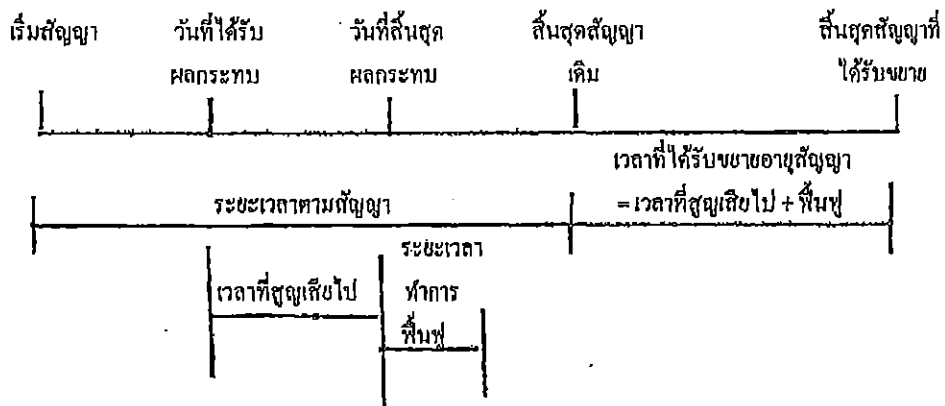 เริ่มสัญญา วันที่ได้รับ วันที่สิ้นสุด สิ้นสุดสัญญา สิ้นสุดสัญญาที่
ผลกระทบ ผลกระทบ เดิม ได้รับขยาย
เวลาที่ได้รับขยายอายุสัญญา
ระยะเวลาตามสัญญา = เวลาที่สูญเสียไป + ฟื้นฟู
ระยะเวลา
เวลาที่สูญเสียไป ทำการ
ฟื้นฟู